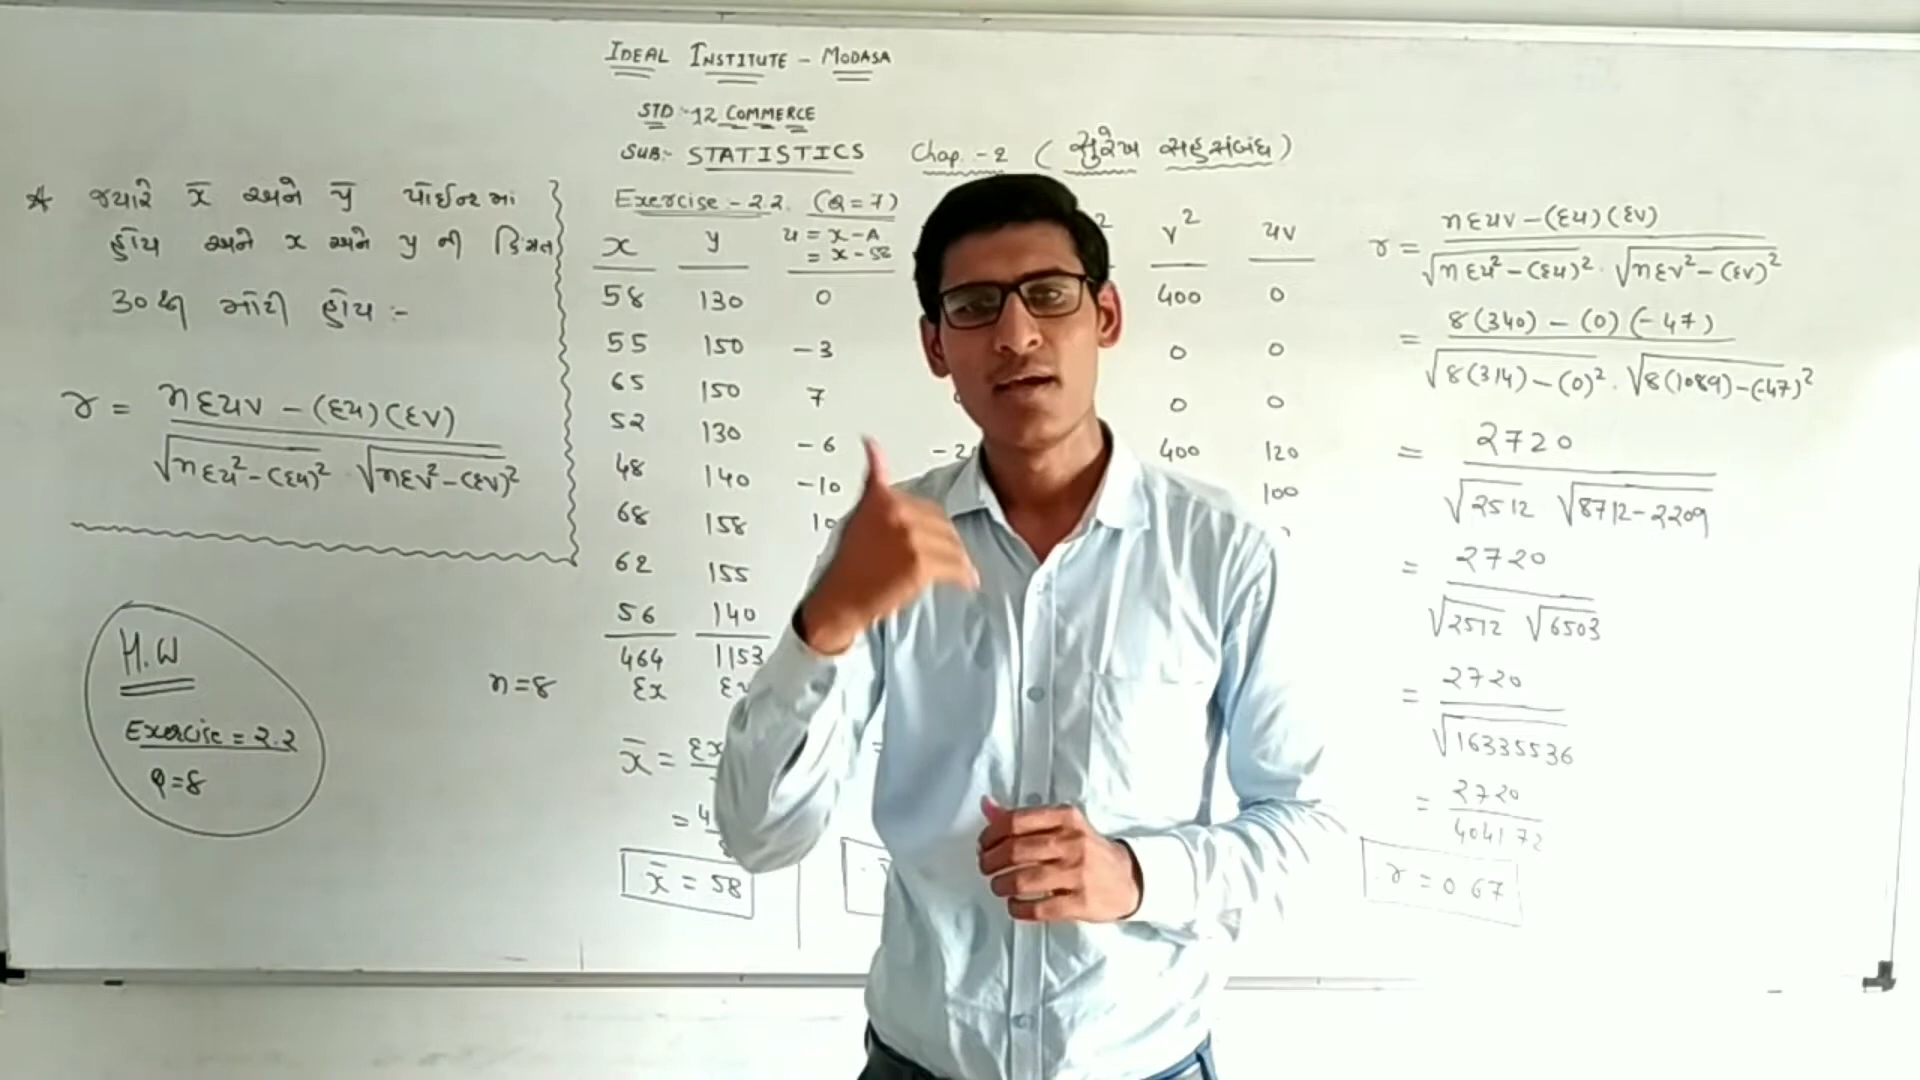 IDEAL INSTITUTE - MODASA
STD - 12 COMMERCE
SUB:- STATISTICS Chap - 2 ( સુરેખ સહસંબંધ )
* જ્યારે x̄ અને ȳ પોઈન્ટમાં
હોય અને x અને y ની કિંમત
30થી મોટી હોય :-
r = nΣuv - (Σu)(Σv)
√nΣu²-(Σu)² · √nΣv²-(Σv)²
H.W
Exercise = 2.2
Q=8
Exercise - 2.2. (Q = 7)
x y u = x-A v² uv
= x - 58
58 130 0 400 0
55 150 -3 0 0
65 150 7 0 0
52 130 -6 400 120
48 140 -10 100
68 158 10
62 155
56 140
464 1153
n=8 Σx
x̄ = Σx
x̄ = 58
r = nΣuv - (Σu)(Σv)
√nΣu²-(Σu)² · √nΣv²-(Σv)²
= 8(340) - (0)(-47)
√8(314)-(0)² · √8(1089)-(-47)²
= 2720
√2512 √8712-2209
= 2720
√2512 √6503
= 2720
√16335536
= 2720
4041 72
r = 0 67